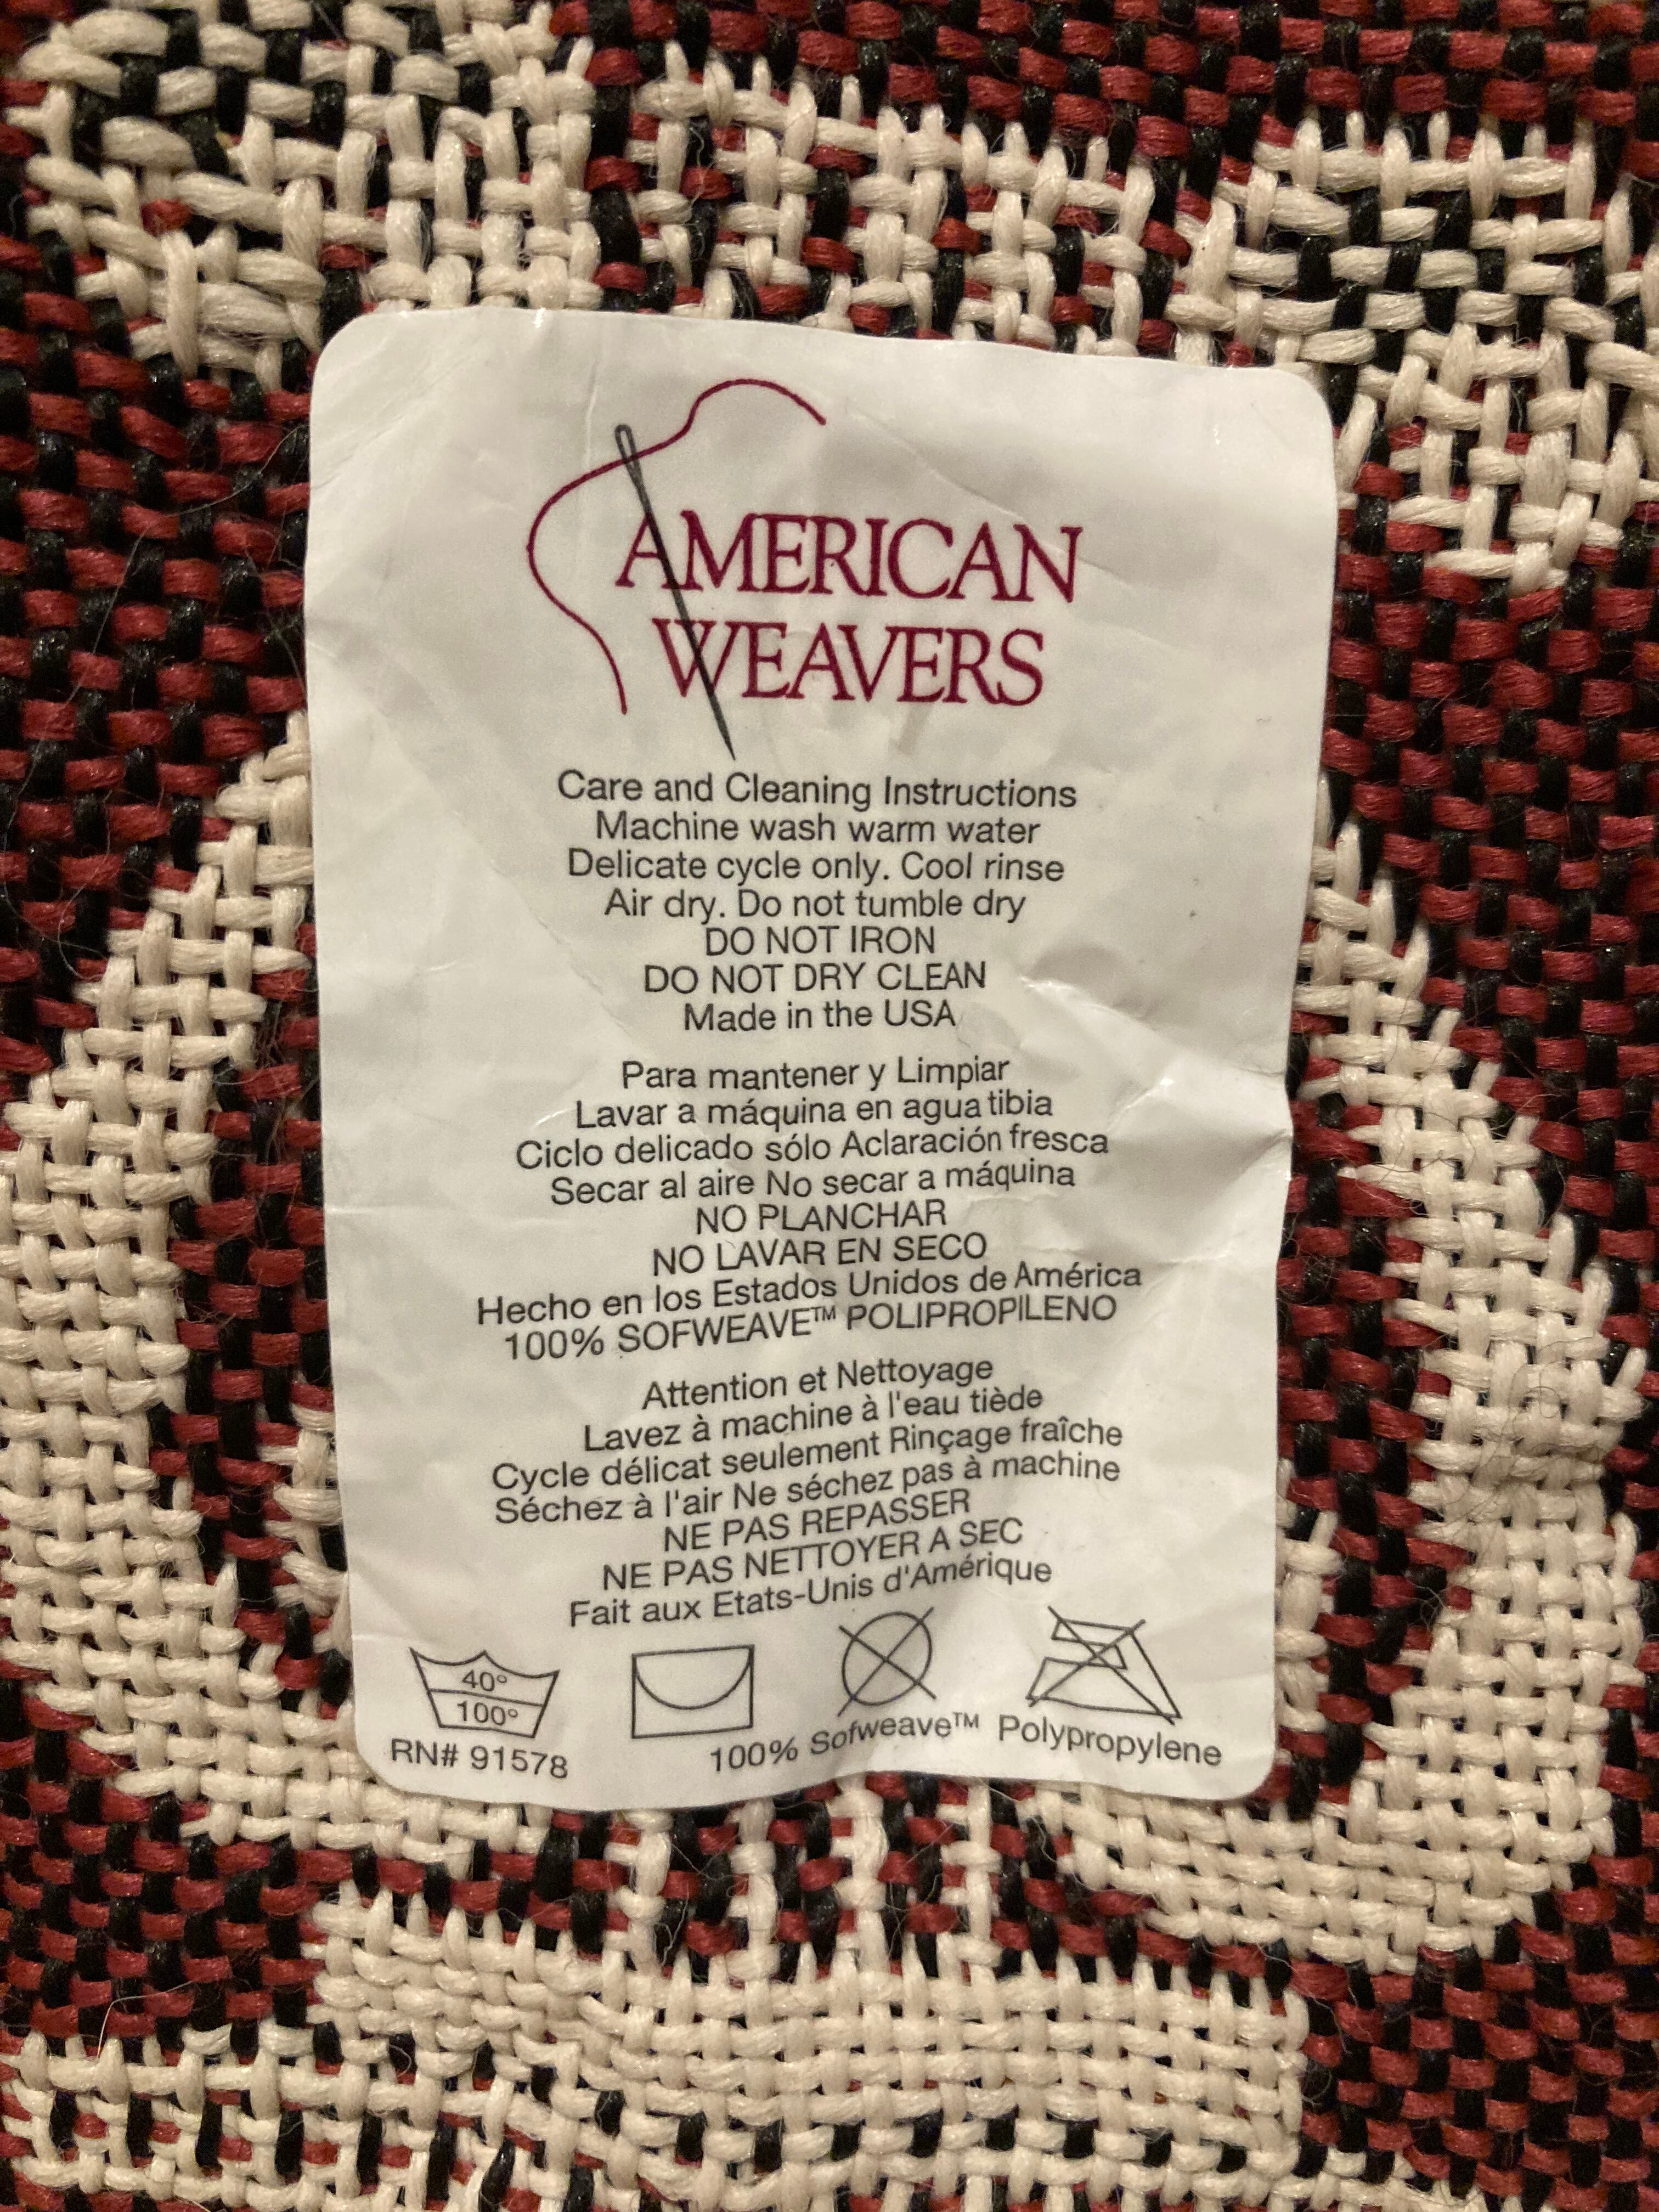 AMERICAN
WEAVERS
Care and Cleaning Instructions
Machine wash warm water
Delicate cycle only. Cool rinse
Air dry. Do not tumble dry
DO NOT IRON
DO NOT DRY CLEAN
Made in the USA
Para mantener y Limpiar
Lavar a máquina en agua tibia
Ciclo delicado sólo Aclaración fresca
Secar al aire No secar a máquina
NO PLANCHAR
NO LAVAR EN SECO
Hecho en los Estados Unidos de América
100% SOFWEAVE™ POLIPROPILENO
Attention et Nettoyage
Lavez à machine à l'eau tiède
Cycle délicat seulement Rinçage fraîche
Séchez à l'air Ne séchez pas à machine
NE PAS REPASSER
NE PAS NETTOYER A SEC
Fait aux Etats-Unis d'Amérique
40°
100°
RN# 91578
100% Sofweave™ Polypropylene